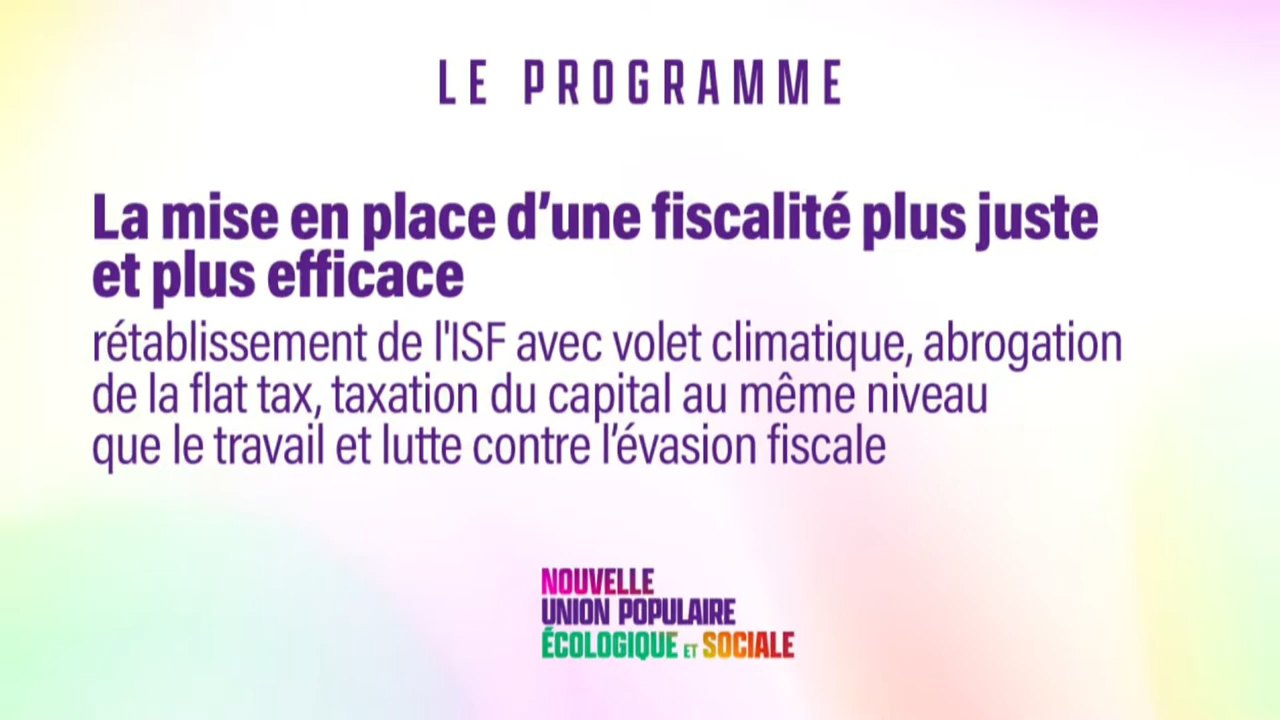 LE PROGRAMME
La mise en place d’une fiscalité plus juste
et plus efficace
rétablissement de l'ISF avec volet climatique, abrogation
de la flat tax, taxation du capital au même niveau
que le travail et lutte contre l’évasion fiscale
NOUVELLE
UNION POPULAIRE
ÉCOLOGIQUE ET SOCIALE